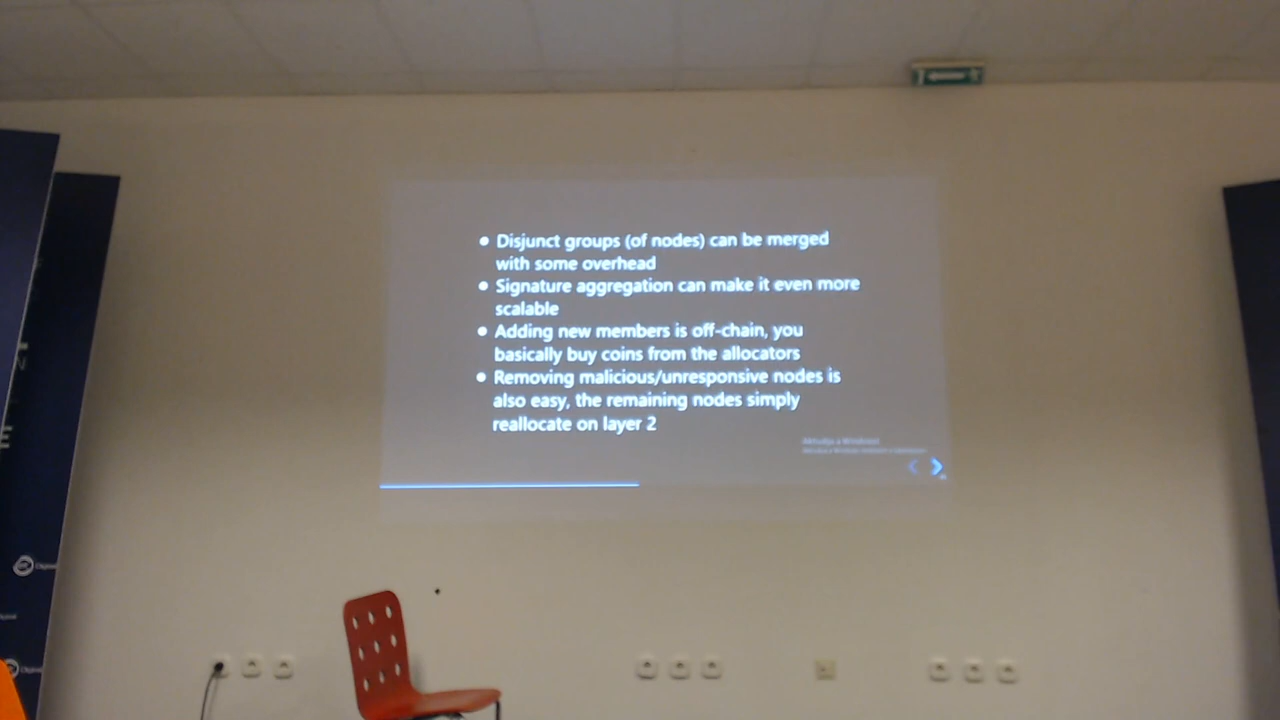 • Disjunct groups (of nodes) can be merged
with some overhead
• Signature aggregation can make it even more
scalable
• Adding new members is off-chain, you
basically buy coins from the allocators
• Removing malicious/unresponsive nodes is
also easy, the remaining nodes simply
reallocate on layer 2